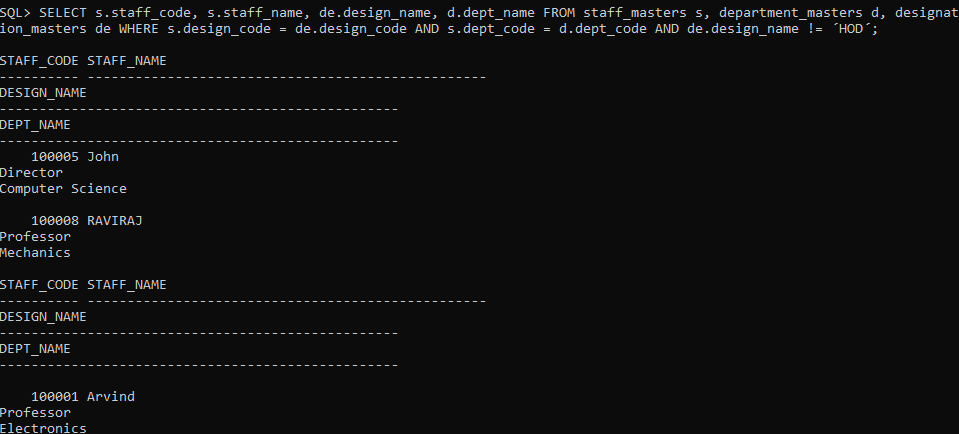 SQL> SELECT s.staff_code, s.staff_name, de.design_name, d.dept_name FROM staff_masters s, department_masters d, designat
ion_masters de WHERE s.design_code = de.design_code AND s.dept_code = d.dept_code AND de.design_name != ´HOD´;
STAFF_CODE STAFF_NAME
---------- --------------------------------------------------
DESIGN_NAME
--------------------------------------------------
DEPT_NAME
--------------------------------------------------
    100005 John
Director
Computer Science
    100008 RAVIRAJ
Professor
Mechanics
STAFF_CODE STAFF_NAME
---------- --------------------------------------------------
DESIGN_NAME
--------------------------------------------------
DEPT_NAME
--------------------------------------------------
    100001 Arvind
Professor
Electronics